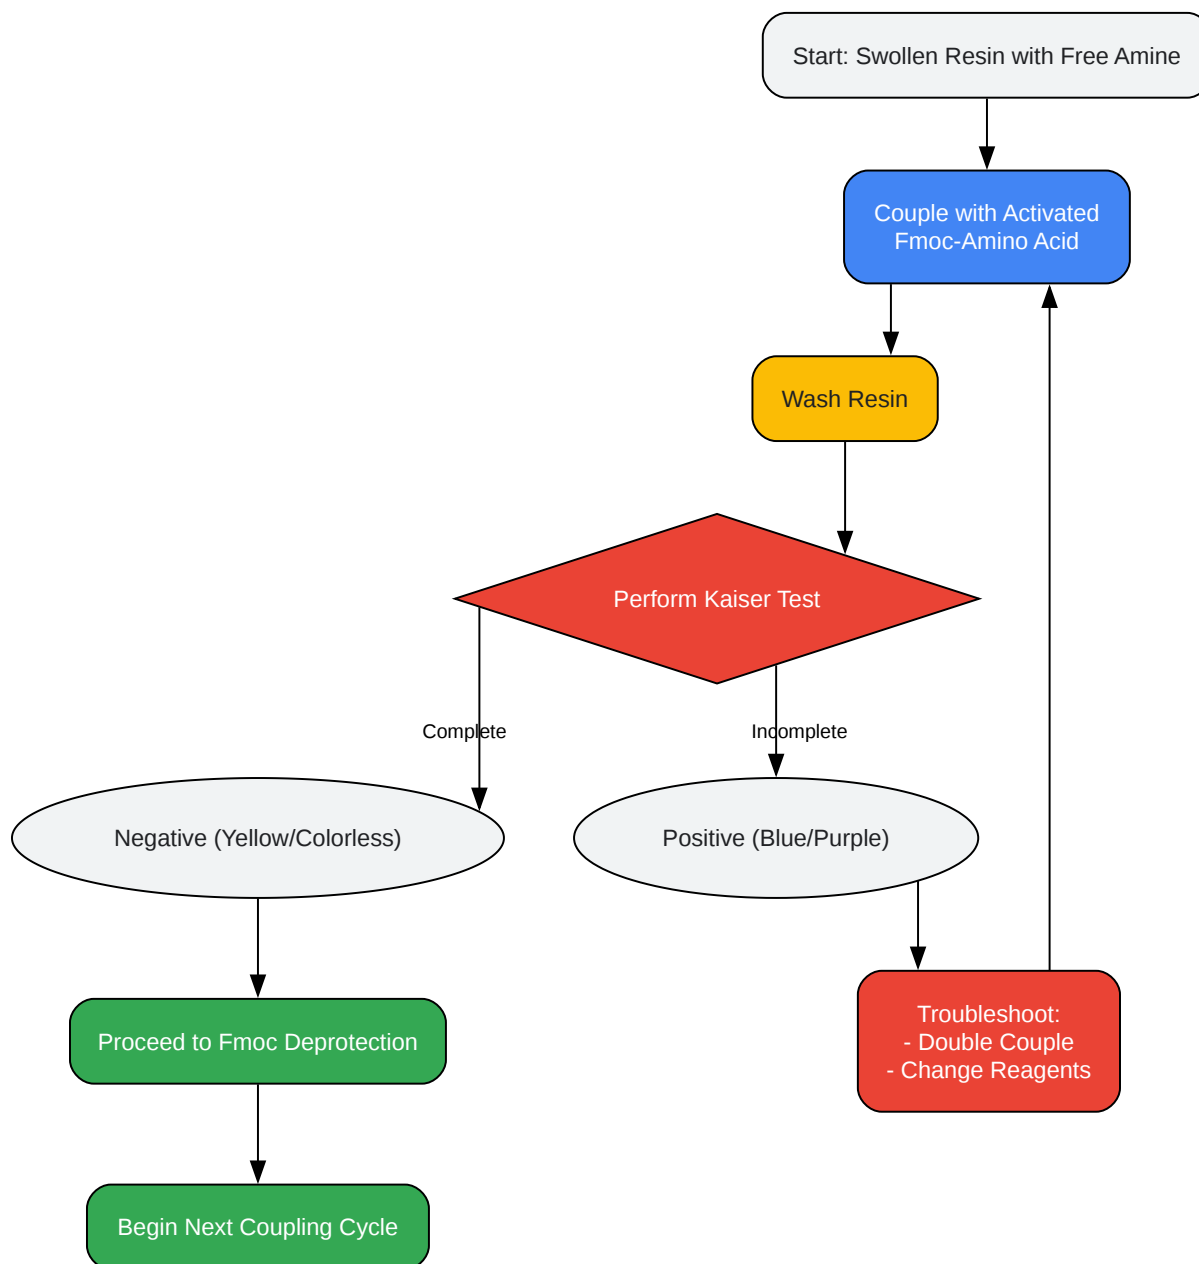 Start: Swollen Resin with Free Amine
Couple with Activated
Fmoc-Amino Acid
Wash Resin
Perform Kaiser Test
Complete
Incomplete
Negative (Yellow/Colorless)
Positive (Blue/Purple)
Troubleshoot:
- Double Couple
- Change Reagents
Proceed to Fmoc Deprotection
Begin Next Coupling Cycle